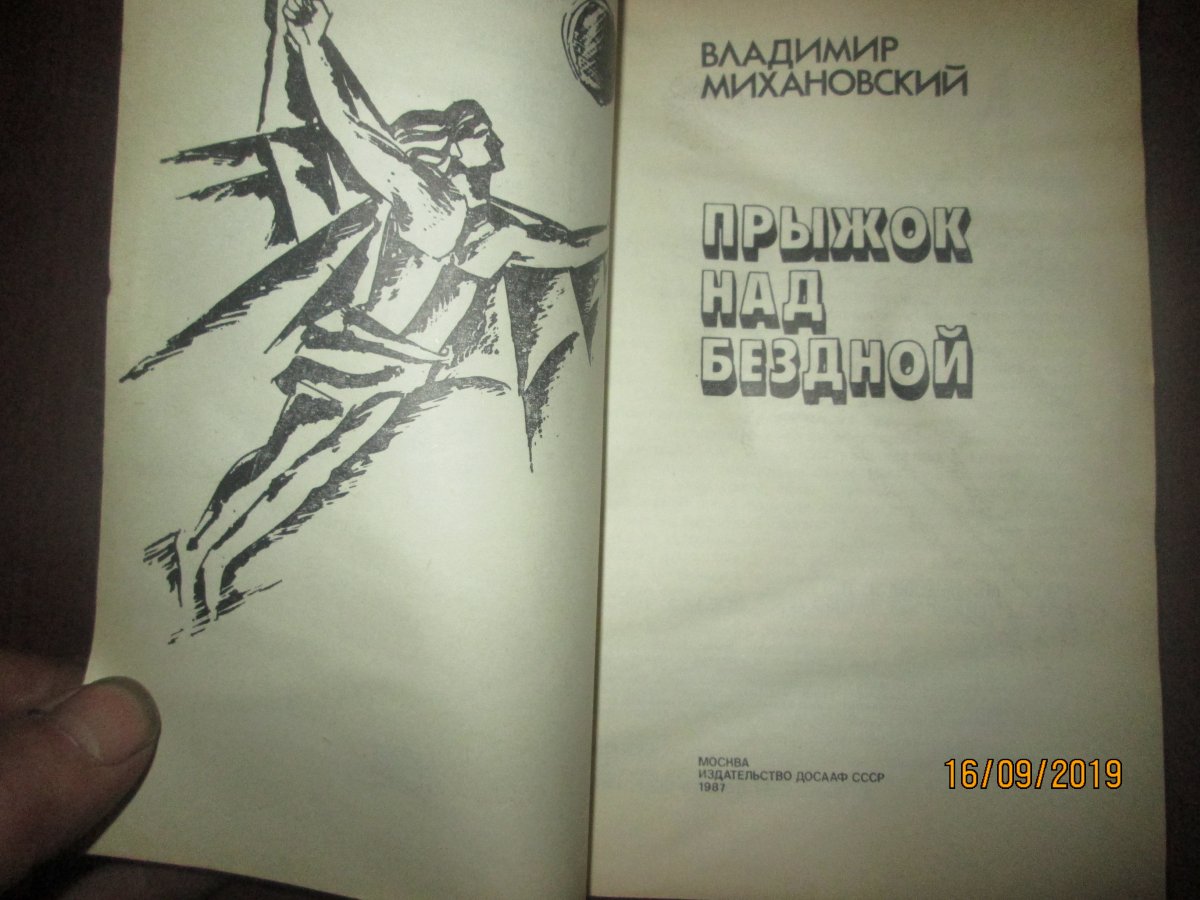 ВЛАДИМИР
МИХАНОВСКИЙ
ПРЫЖОК
НАД
БЕЗДНОЙ
МОСКВА
ИЗДАТЕЛЬСТВО ДОСААФ СССР
1987
16/09/2019